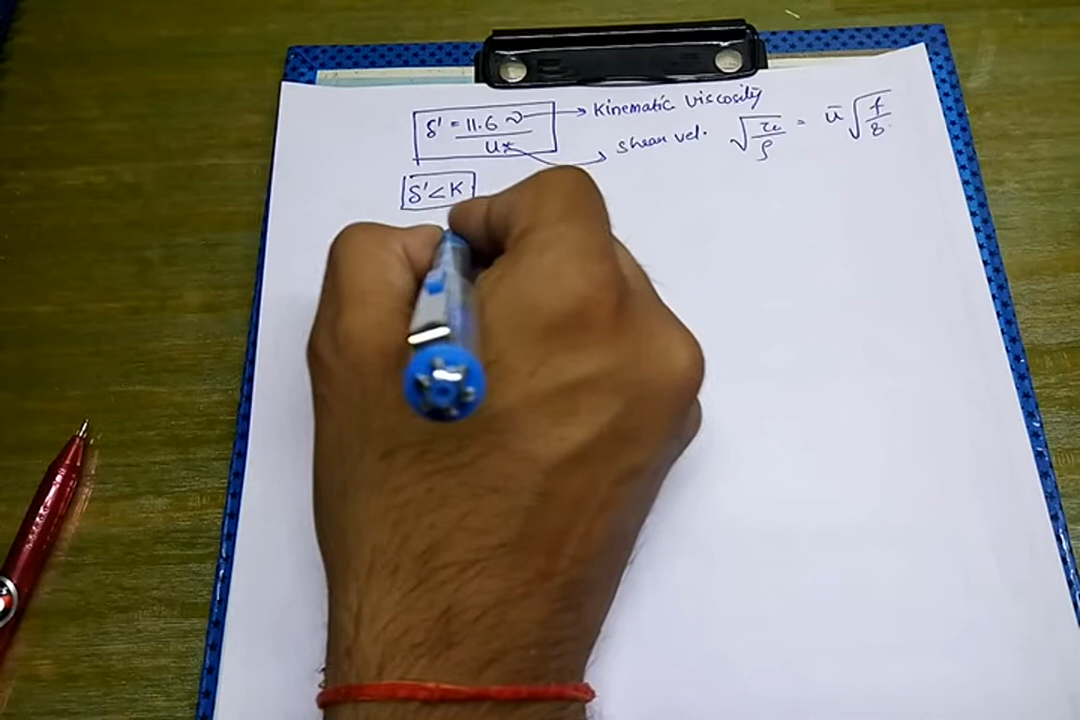 δ' = 11.6 ν / u* → Kinematic Viscosity
shear vel. √(τ₀/ρ) = ū √(f/8)
δ' < K